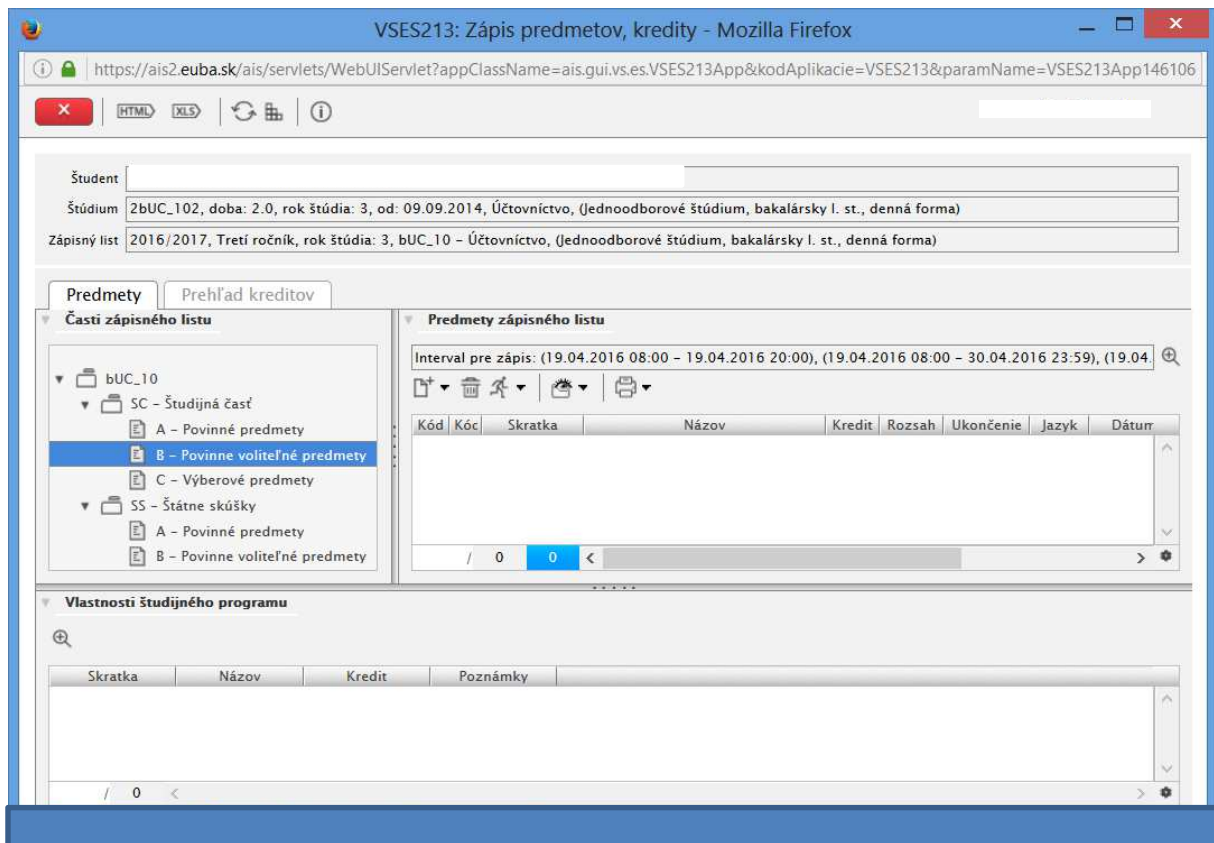 VSES213: Zápis predmetov, kredity - Mozilla Firefox
https://ais2.euba.sk/ais/servlets/WebUIServlet?appClassName=ais.gui.vs.es.VSES213App&kodAplikacie=VSES213&paramName=VSES213App146106
HTML XLS
Študent
Štúdium 2bUC_102, doba: 2.0, rok štúdia: 3, od: 09.09.2014, Účtovníctvo, (Jednoodborové štúdium, bakalársky I. st., denná forma)
Zápisný list 2016/2017, Tretí ročník, rok štúdia: 3, bUC_10 - Účtovníctvo, (Jednoodborové štúdium, bakalársky I. st., denná forma)
Predmety Prehľad kreditov
Časti zápisného listu
bUC_10
SC - Študijná časť
A - Povinné predmety
B - Povinne voliteľné predmety
C - Výberové predmety
SS - Štátne skúšky
A - Povinné predmety
B - Povinne voliteľné predmety
Predmety zápisného listu
Interval pre zápis: (19.04.2016 08:00 - 19.04.2016 20:00), (19.04.2016 08:00 - 30.04.2016 23:59), (19.04.
Kód Kóc Skratka Názov Kredit Rozsah Ukončenie Jazyk Dátum
/ 0 0
Vlastnosti študijného programu
Skratka Názov Kredit Poznámky
/ 0